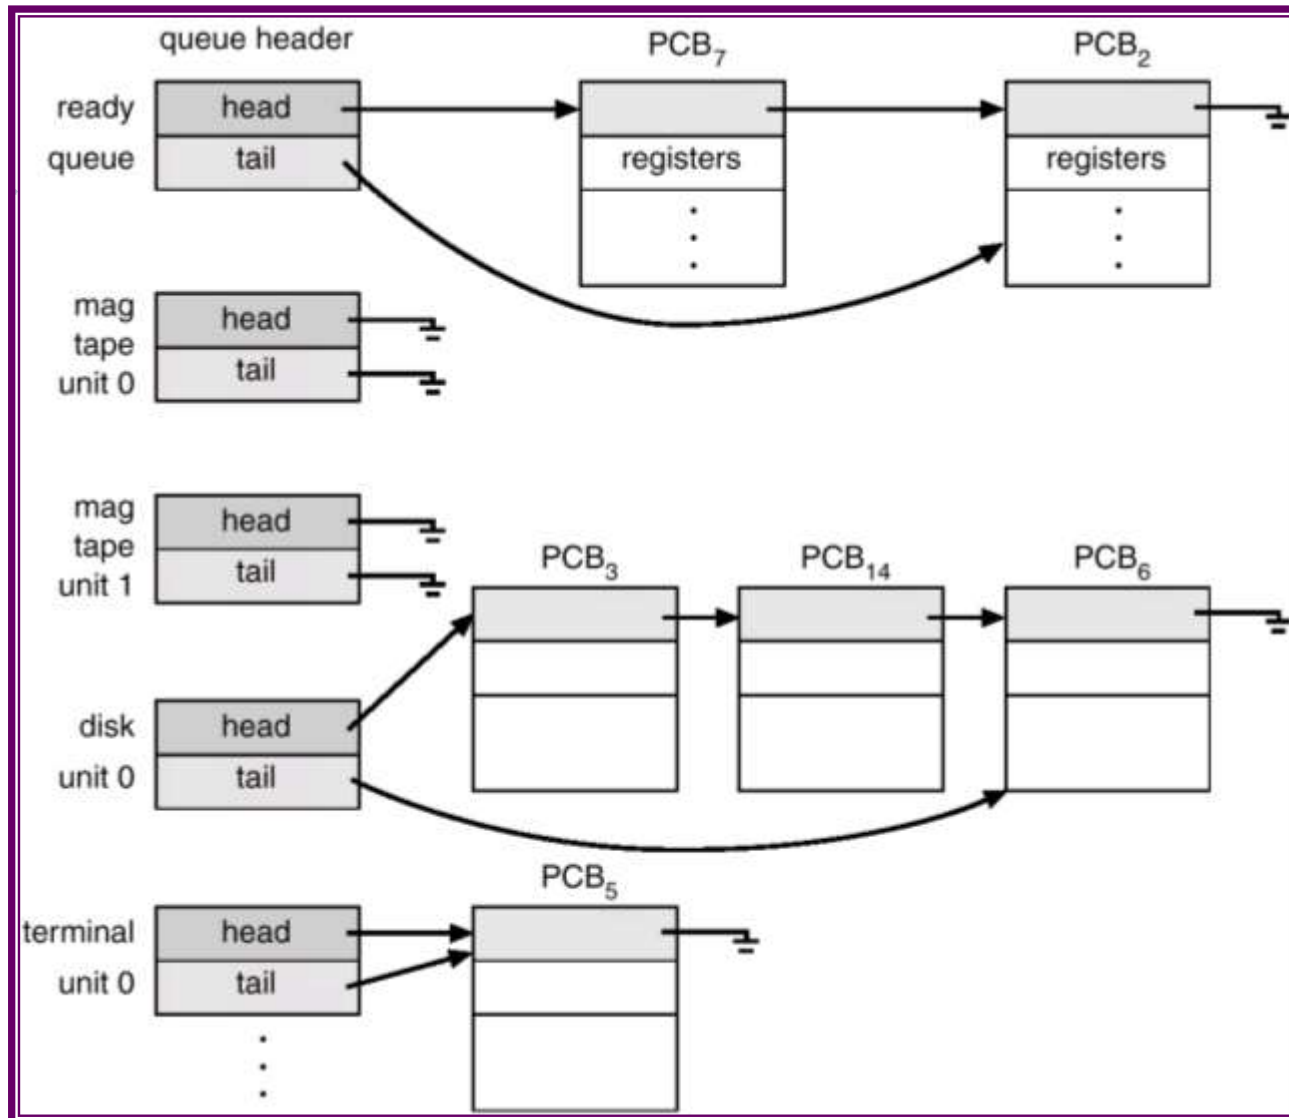 queue header PCB7 PCB2
ready head
queue tail registers registers
mag head
tape
unit 0 tail
mag head
tape
unit 1 tail
PCB3 PCB14 PCB6
disk head
unit 0 tail
PCB5
terminal head
unit 0 tail